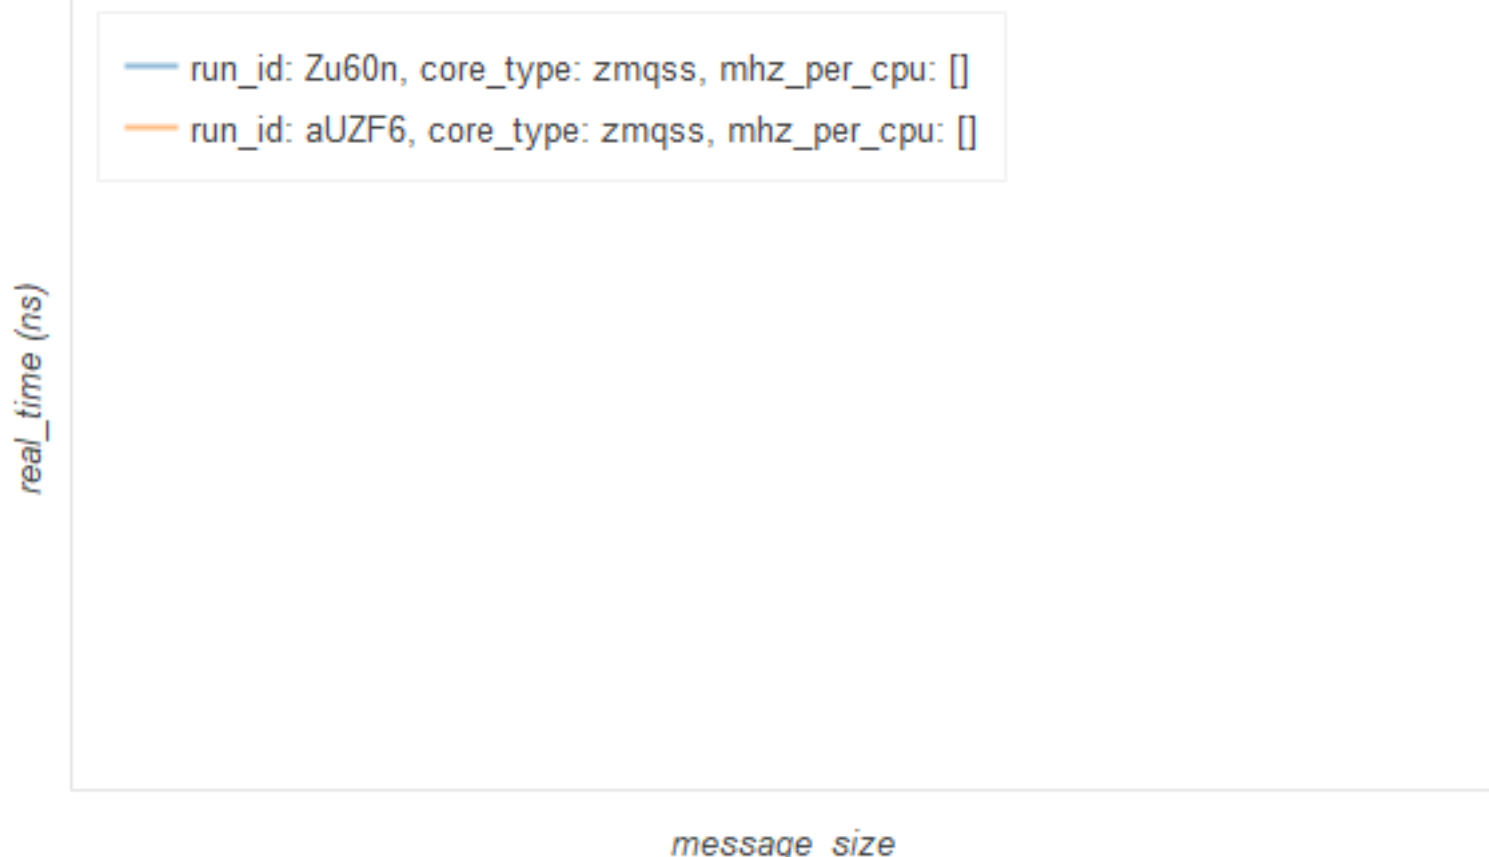 run_id: Zu60n, core_type: zmqss, mhz_per_cpu: []
run_id: aUZF6, core_type: zmqss, mhz_per_cpu: []
real_time (ns)
message_size